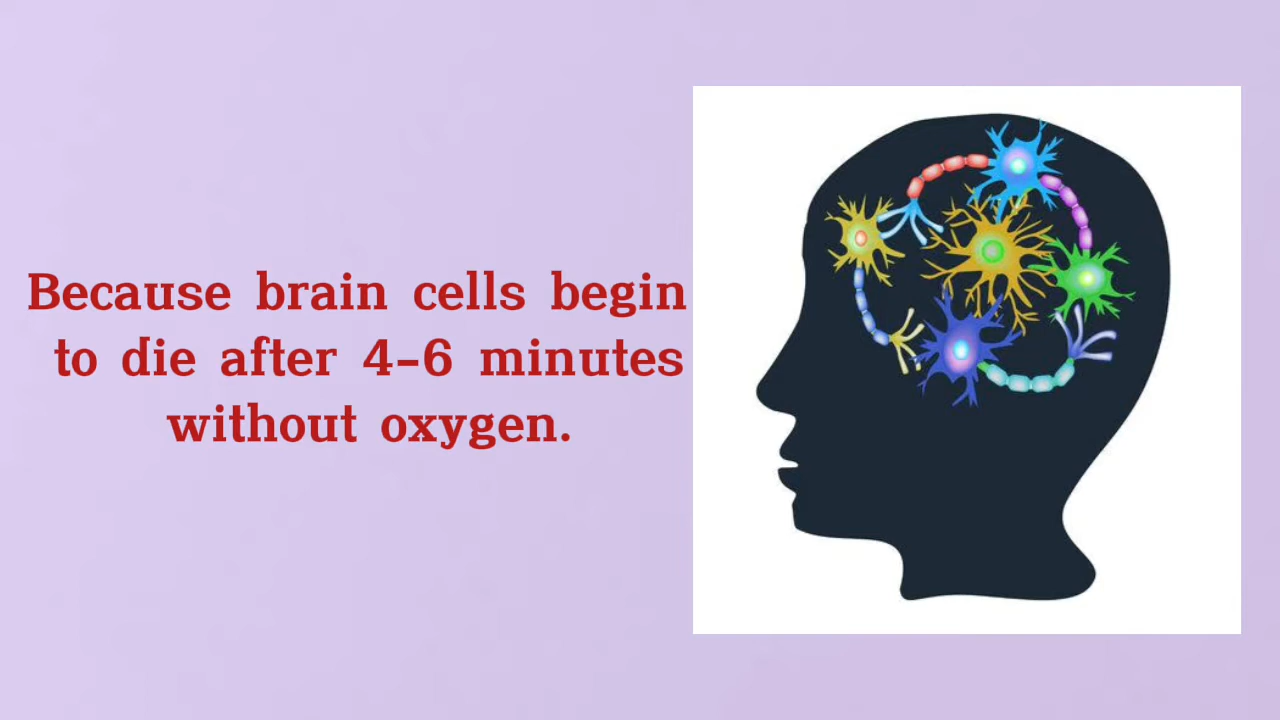 Because brain cells begin
to die after 4-6 minutes
without oxygen.